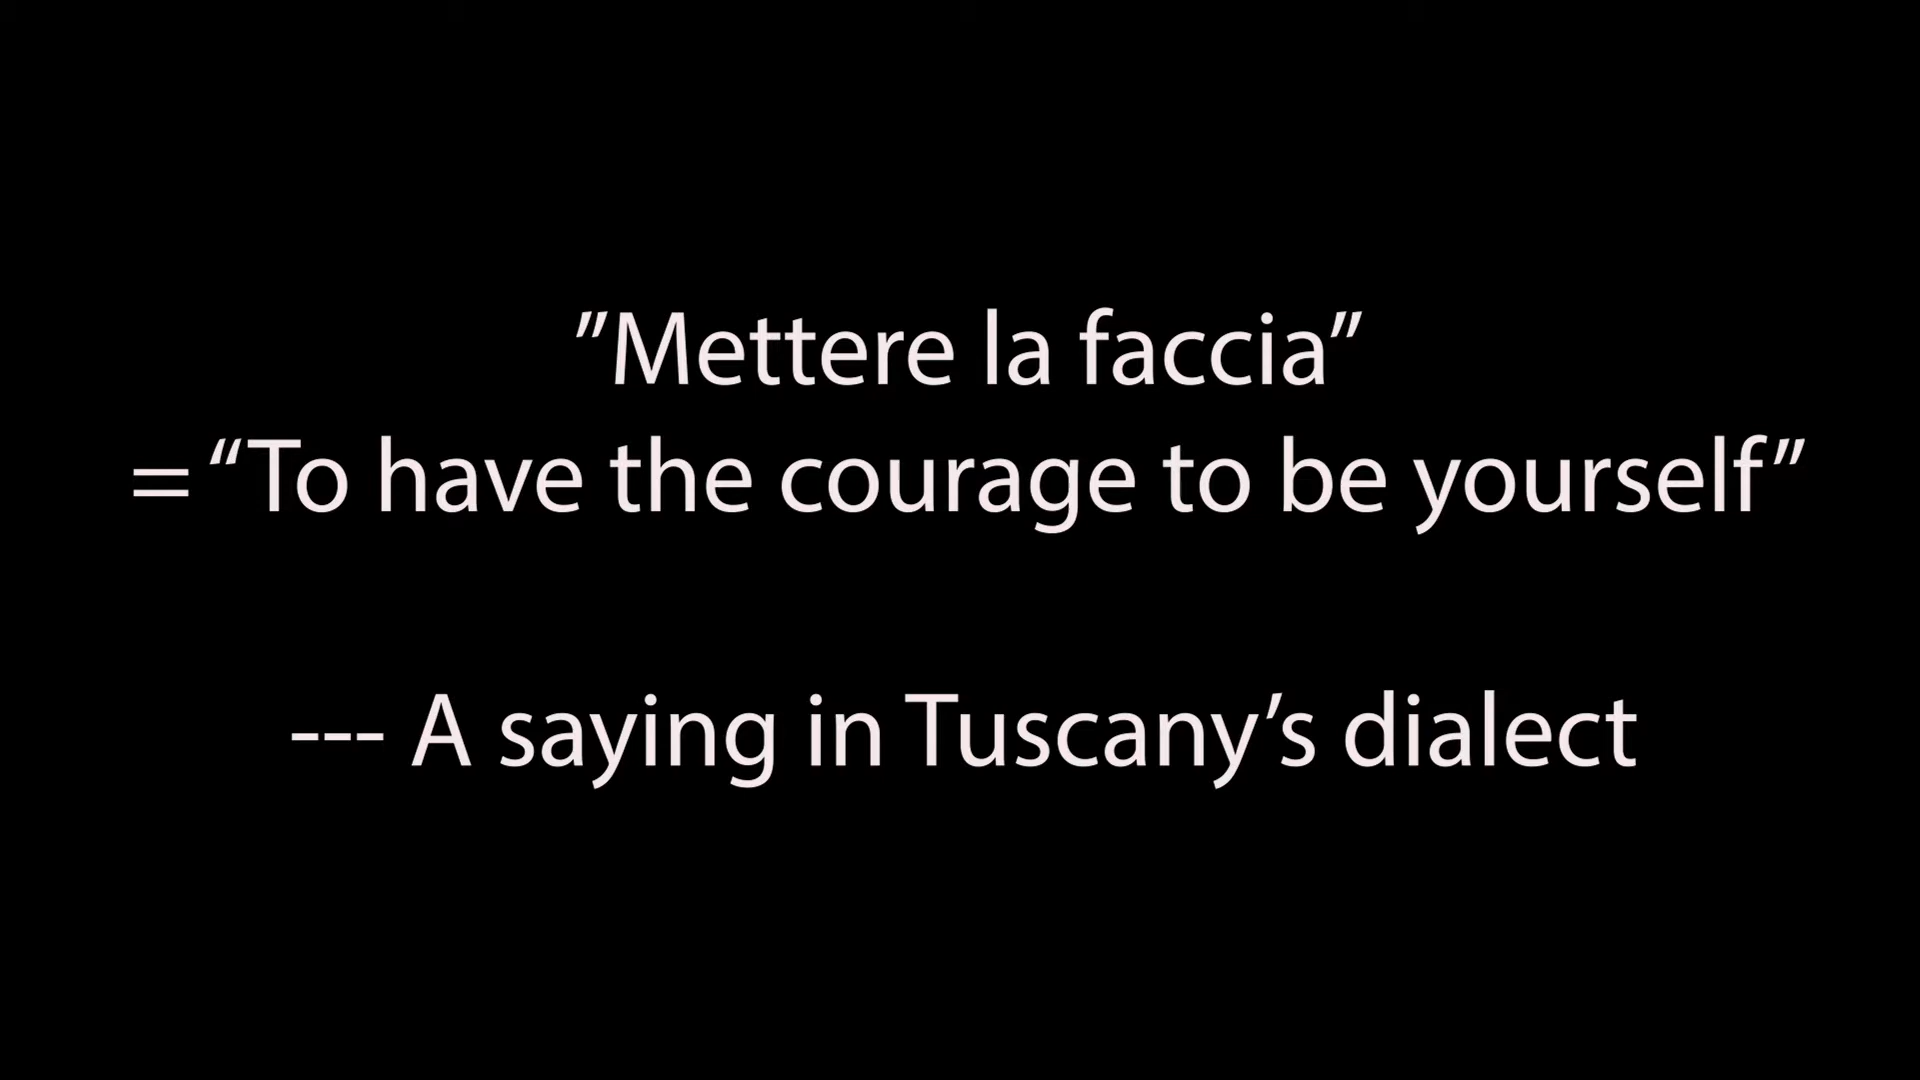 ”Mettere la faccia”
= “To have the courage to be yourself”
--- A saying in Tuscany’s dialect